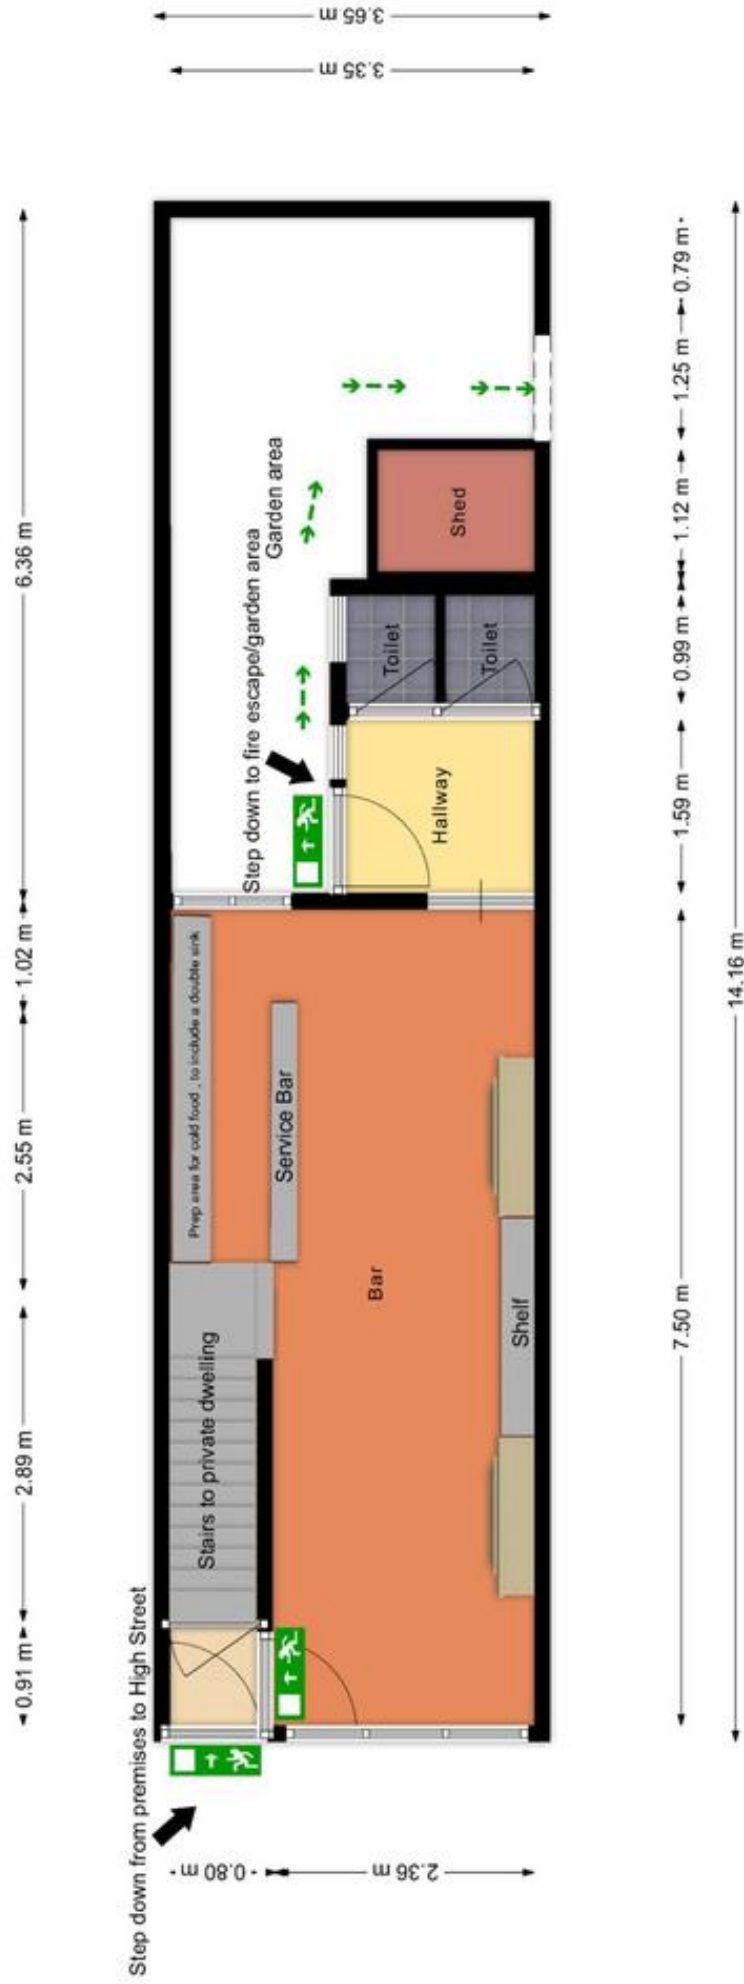 3.65 m
3.35 m
6.36 m
1.02 m
2.55 m
2.89 m
0.91 m
Garden area
Step down to fire escape/garden area
Shed
Toilet
Toilet
Hallway
Prep area for cold food , to include a double sink
Service Bar
Bar
Shelf
Stairs to private dwelling
Step down from premises to High Street
0.79 m
1.25 m
1.12 m
0.99 m
1.59 m
7.50 m
14.16 m
0.80 m
2.36 m